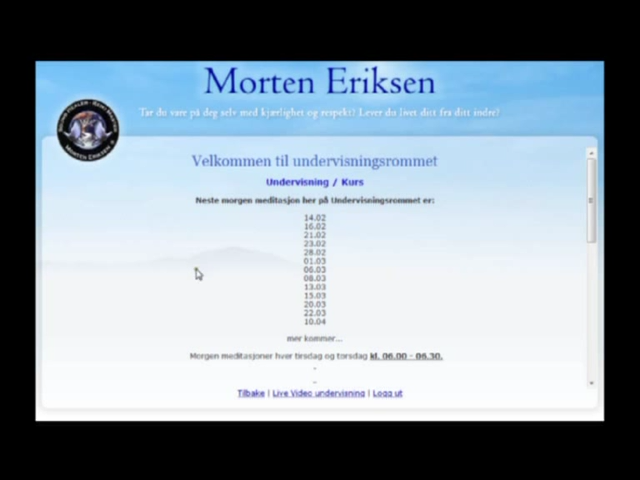 Morten Eriksen
Tar du vare på deg selv med kjærlighet og respekt? Lever du livet ditt fra ditt indre?
MORTEN ERIKSEN
Velkommen til undervisningsrommet
Undervisning / Kurs
Neste morgen meditasjon her på Undervisningsrommet er:
14.02
16.02
21.02
23.02
28.02
01.03
06.03
08.03
13.03
15.03
20.03
22.03
10.04
mer kommer...
Morgen meditasjoner hver tirsdag og torsdag kl. 06.00 - 06.30.
Tilbake | Live Video undervisning | Logg ut